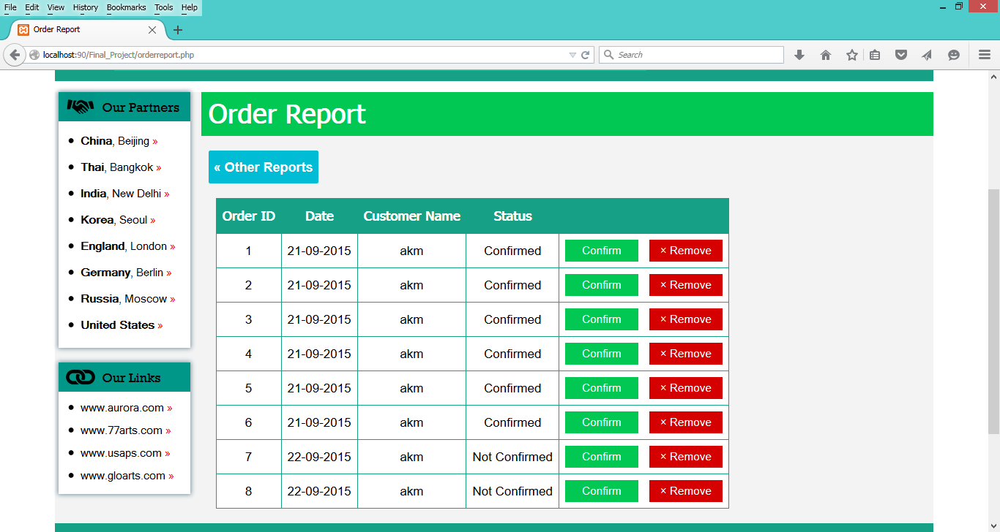 File Edit View History Bookmarks Tools Help
Order Report
localhost:90/Final_Project/orderreport.php
Search
Our Partners
China, Beijing »
Thai, Bangkok »
India, New Delhi »
Korea, Seoul »
England, London »
Germany, Berlin »
Russia, Moscow »
United States »
Our Links
www.aurora.com »
www.77arts.com »
www.usaps.com »
www.gloarts.com »
Order Report
« Other Reports
Order ID Date Customer Name Status
1 21-09-2015 akm Confirmed Confirm × Remove
2 21-09-2015 akm Confirmed Confirm × Remove
3 21-09-2015 akm Confirmed Confirm × Remove
4 21-09-2015 akm Confirmed Confirm × Remove
5 21-09-2015 akm Confirmed Confirm × Remove
6 21-09-2015 akm Confirmed Confirm × Remove
7 22-09-2015 akm Not Confirmed Confirm × Remove
8 22-09-2015 akm Not Confirmed Confirm × Remove